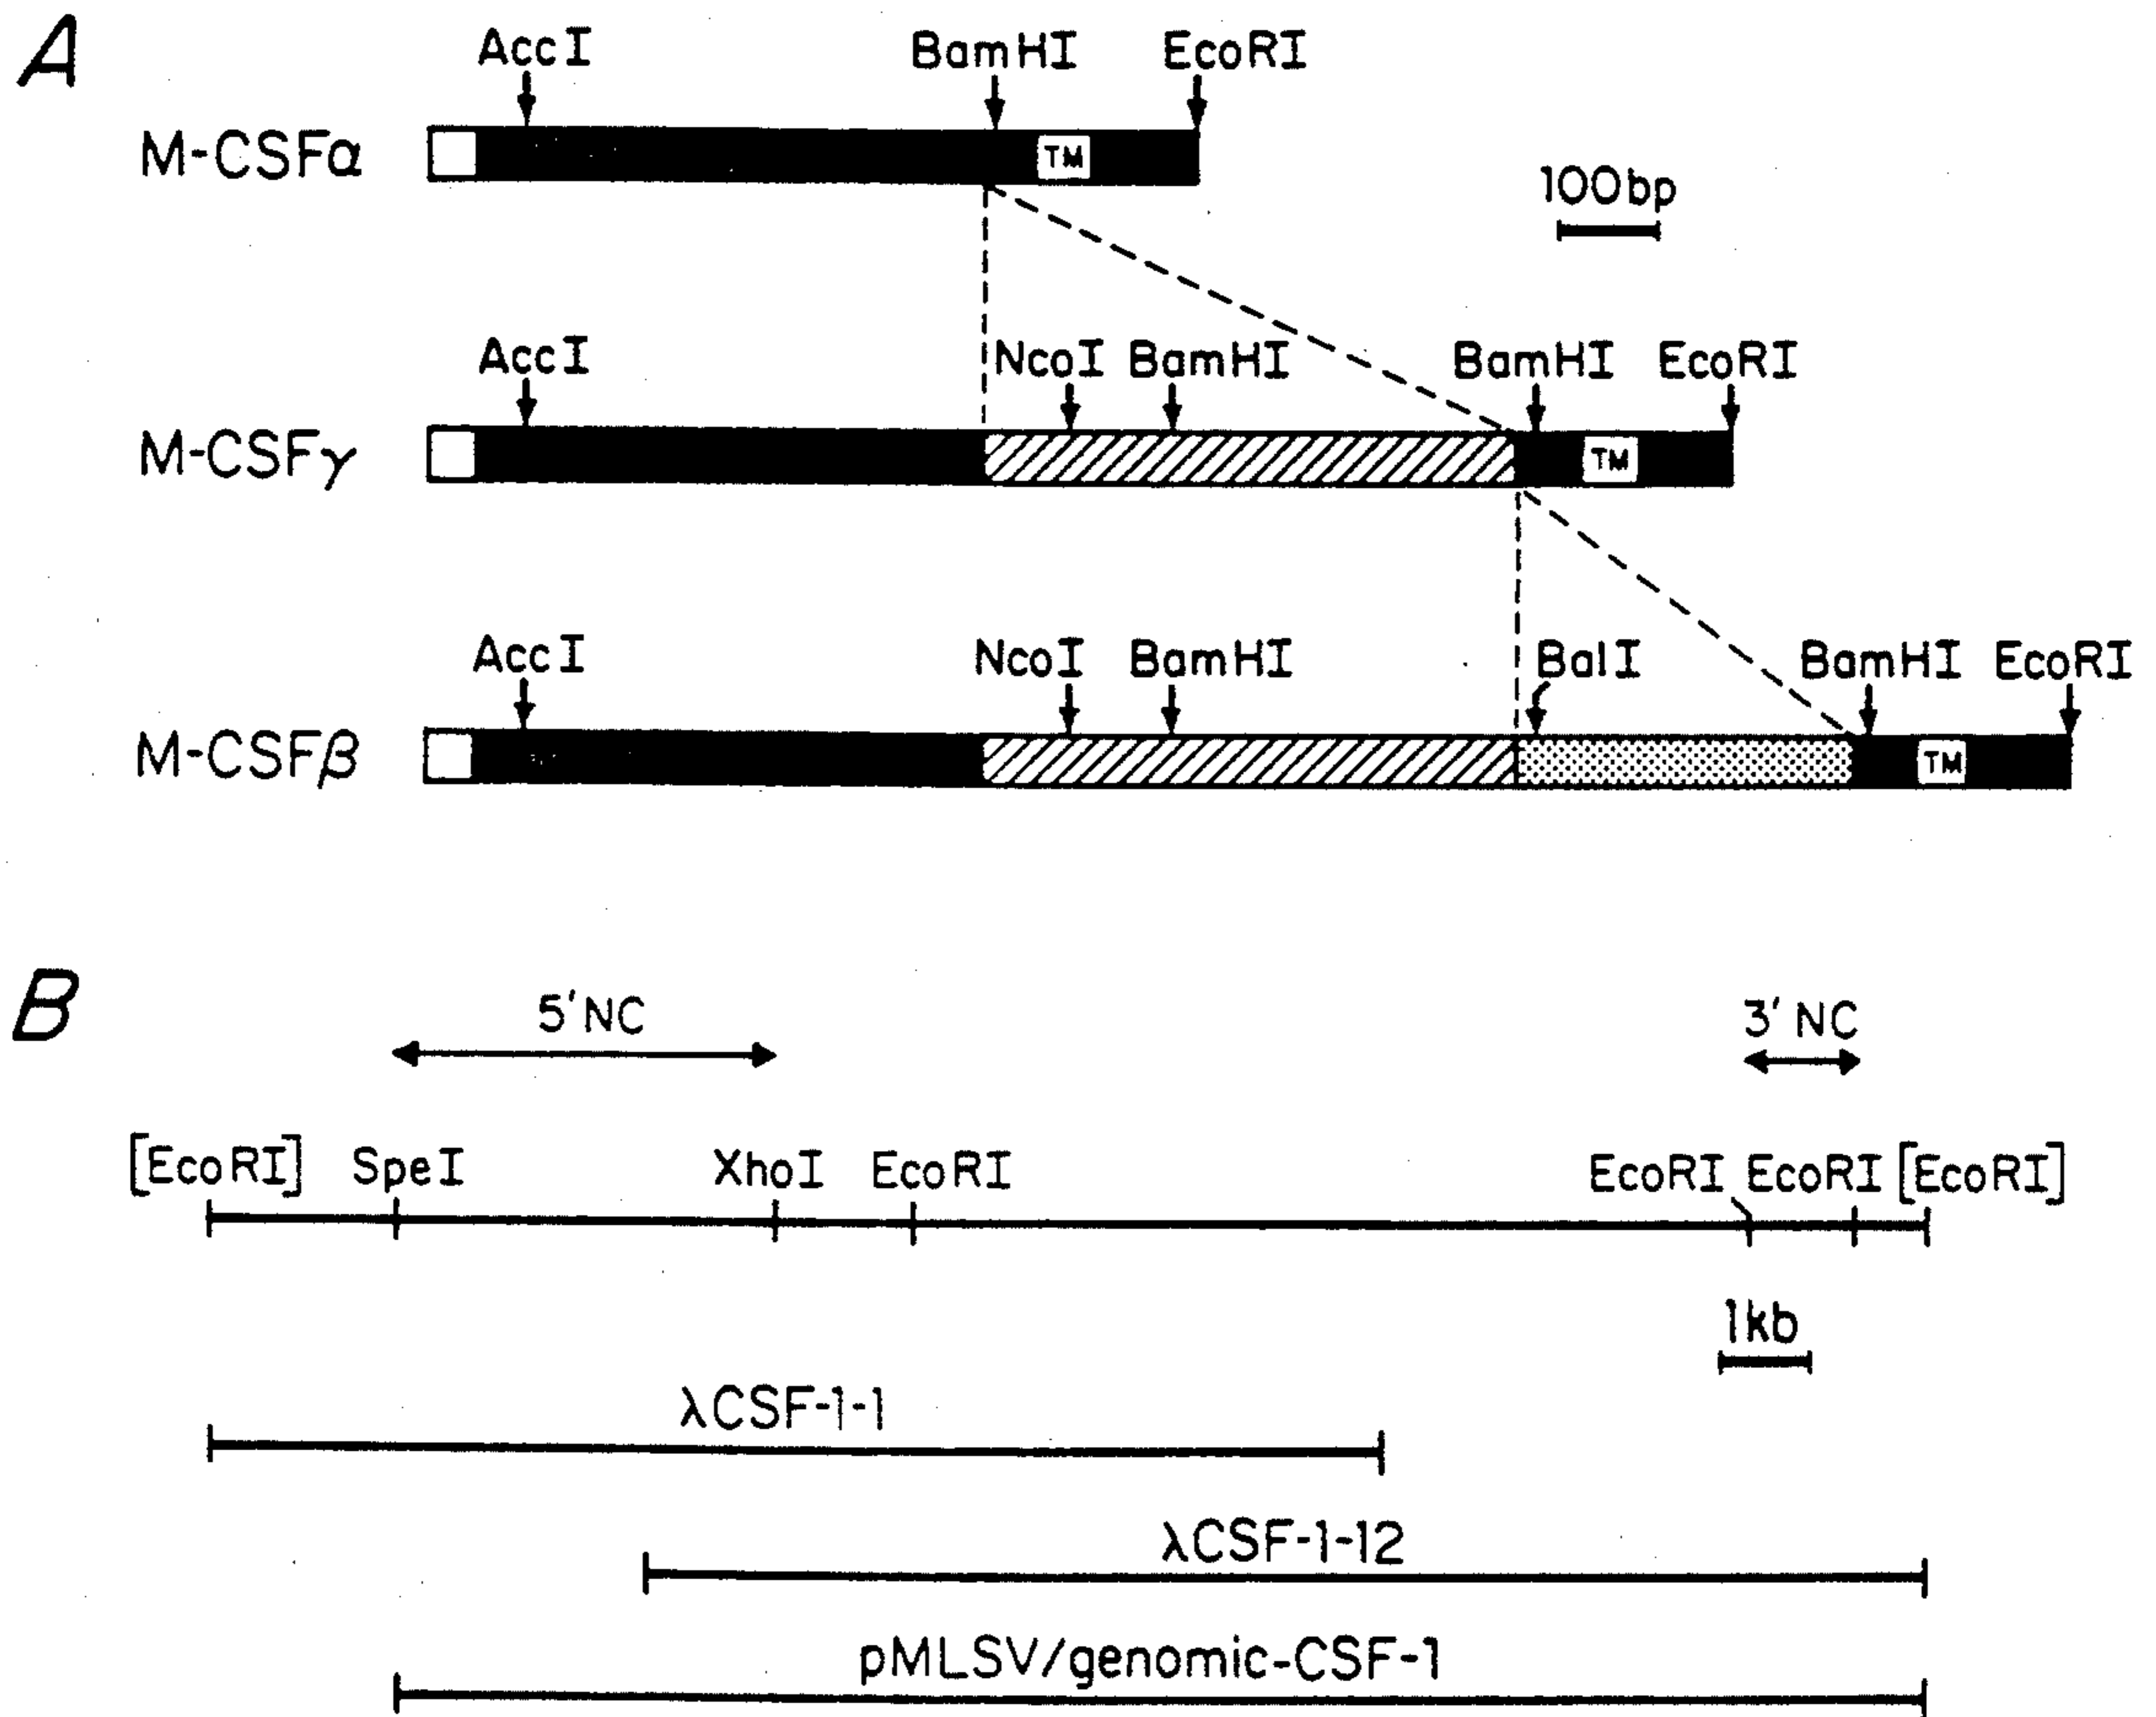 A
AccI BamHI EcoRI
M-CSFα TM
100bp
AccI NcoI BamHI BamHI EcoRI
M-CSFγ TM
AccI NcoI BamHI BalI BamHI EcoRI
M-CSFβ TM
B
5'NC 3'NC
[EcoRI] SpeI XhoI EcoRI EcoRI EcoRI [EcoRI]
1kb
λCSF-1-1
λCSF-1-12
pMLSV/genomic-CSF-1